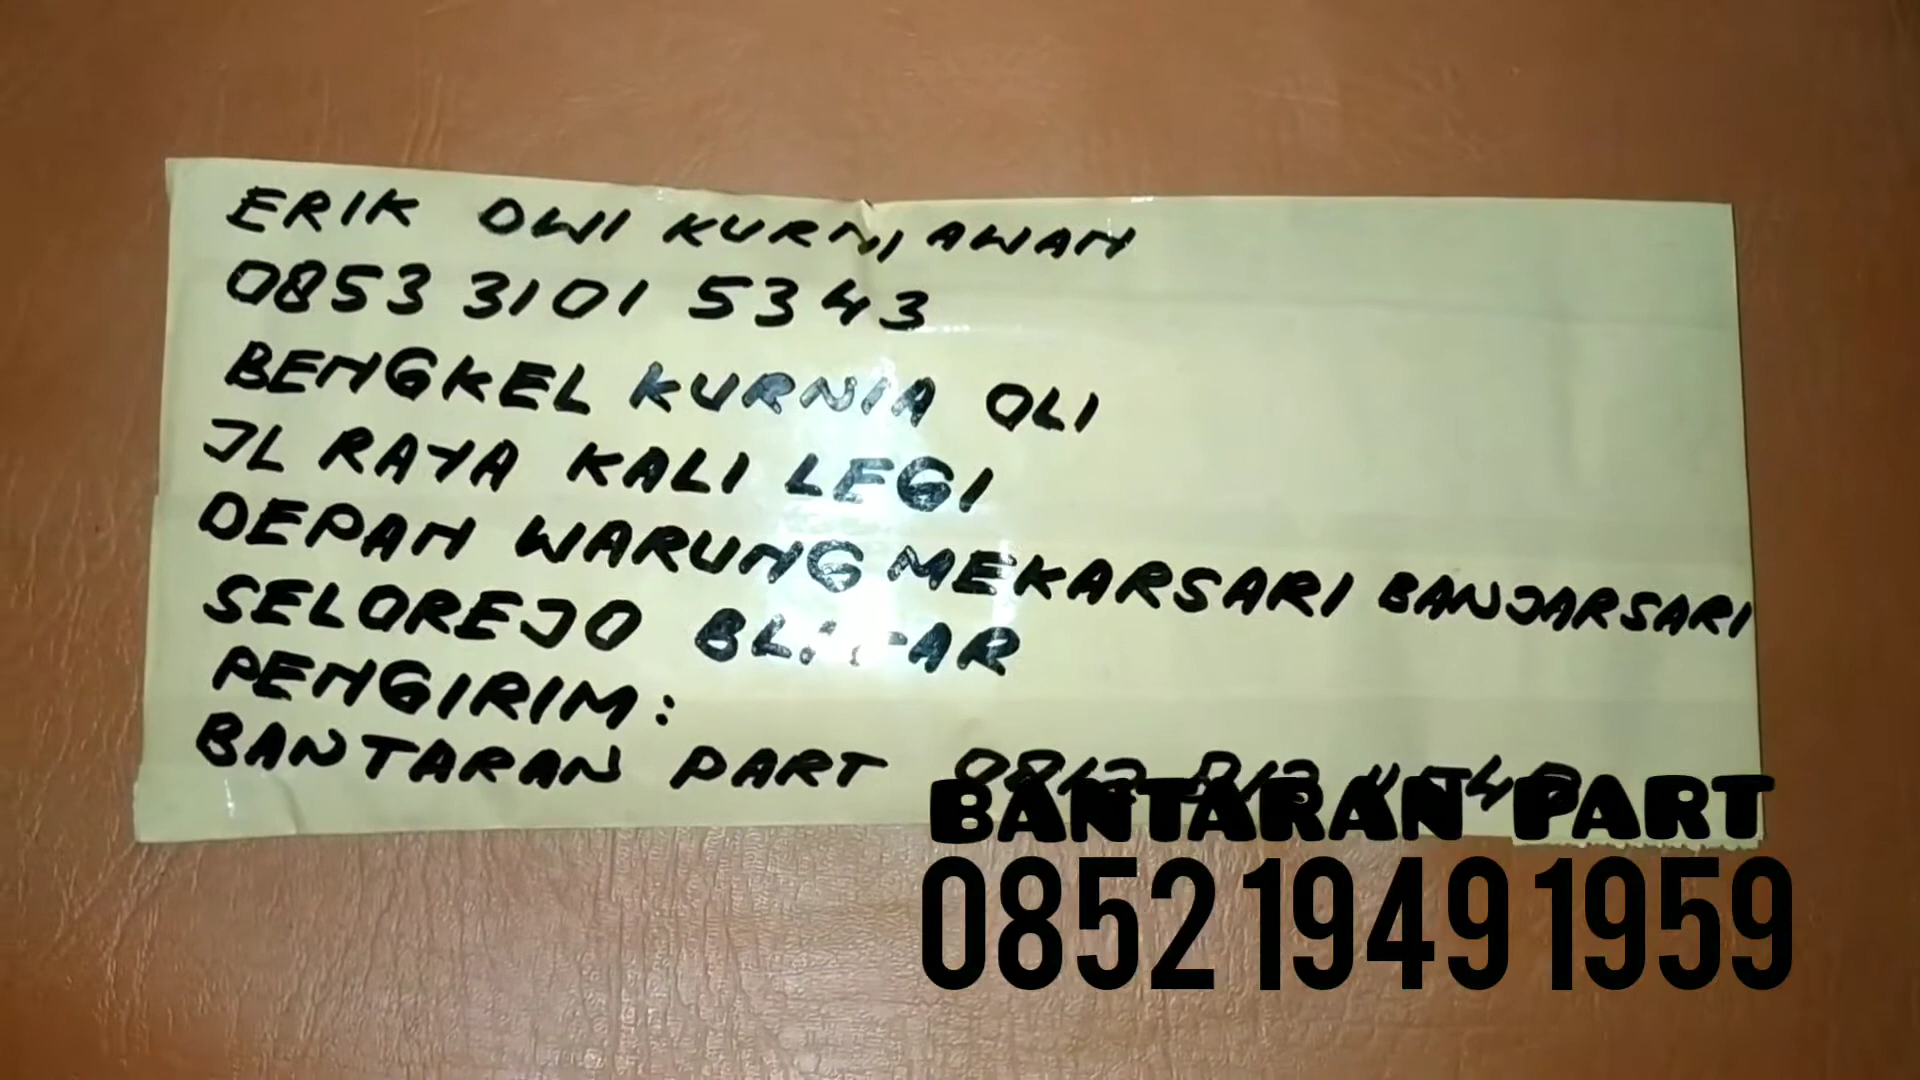 ERIK DWI KURNIAWAN
0853 3101 5343
BENGKEL KURNIA OLI
JL RAYA KALI LEGI
DEPAN WARUNG MEKARSARI BANJARSARI
SELOREJO BLITAR
PENGIRIM:
BANTARAN PART
BANTARAN PART
0852 1949 1959